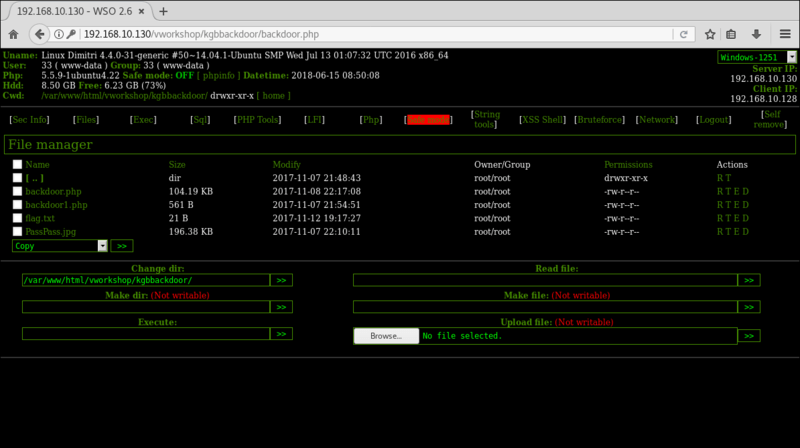 192.168.10.130 - WSO 2.6
192.168.10.130/vworkshop/kgbbackdoor/backdoor.php
Search
Uname: Linux Dimitri 4.4.0-31-generic #50~14.04.1-Ubuntu SMP Wed Jul 13 01:07:32 UTC 2016 x86_64 Windows-1251
User: 33 ( www-data ) Group: 33 ( www-data ) Server IP:
Php: 5.5.9-1ubuntu4.22 Safe mode: OFF [ phpinfo ] Datetime: 2018-06-15 08:50:08 192.168.10.130
Hdd: 8.50 GB Free: 6.23 GB (73%) Client IP:
Cwd: /var/www/html/vworkshop/kgbbackdoor/ drwxr-xr-x [ home ] 192.168.10.128
[Sec Info] [Files] [Exec] [Sql] [PHP Tools] [LFI] [Php] [Safe mode] [String tools] [XSS Shell] [Bruteforce] [Network] [Logout] [Self remove]
File manager
Name Size Modify Owner/Group Permissions Actions
[ .. ] dir 2017-11-07 21:48:43 root/root drwxr-xr-x R T
backdoor.php 104.19 KB 2017-11-08 22:17:08 root/root -rw-r--r-- R T E D
backdoor1.php 561 B 2017-11-07 21:54:51 root/root -rw-r--r-- R T E D
flag.txt 21 B 2017-11-12 19:17:27 root/root -rw-r--r-- R T E D
PassPass.jpg 196.38 KB 2017-11-07 22:10:11 root/root -rw-r--r-- R T E D
Copy >>
Change dir: Read file:
/var/www/html/vworkshop/kgbbackdoor/ >> >>
Make dir: (Not writable) Make file: (Not writable)
>> >>
Execute: Upload file: (Not writable)
>> Browse... No file selected. >>